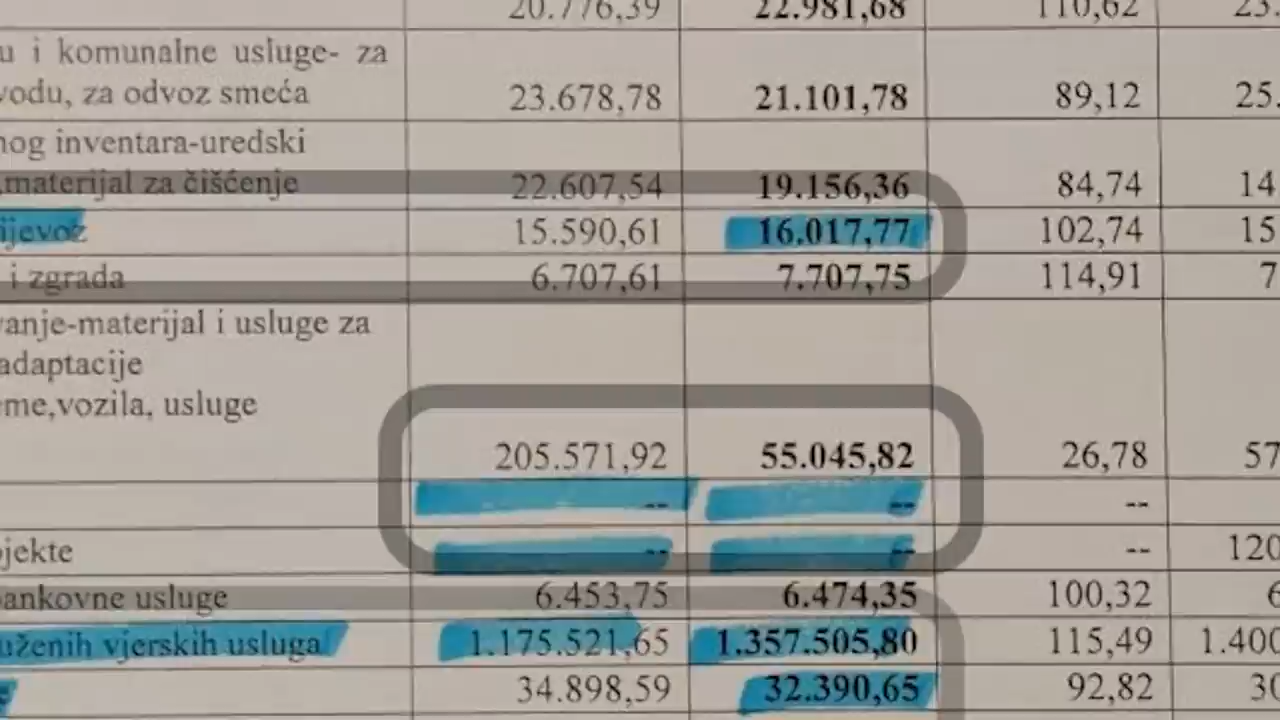 20.776,39 22.981,68 110,62 23.
u i komunalne usluge- za
vodu, za odvoz smeća 23.678,78 21.101,78 89,12 25.
nog inventara-uredski
,materijal za čišćenje 22.607,54 19.156,36 84,74 14
ijevoz 15.590,61 16.017,77 102,74 15
i zgrada 6.707,61 7.707,75 114,91 7
vanje-materijal i usluge za
adaptacije
eme,vozila, usluge
205.571,92 55.045,82 26,78 57
-- -- --
jekte -- -- -- 120
bankovne usluge 6.453,75 6.474,35 100,32 6
uženih vjerskih usluga 1.175.521,65 1.357.505,80 115,49 1.400
34.898,59 32.390,65 92,82 30